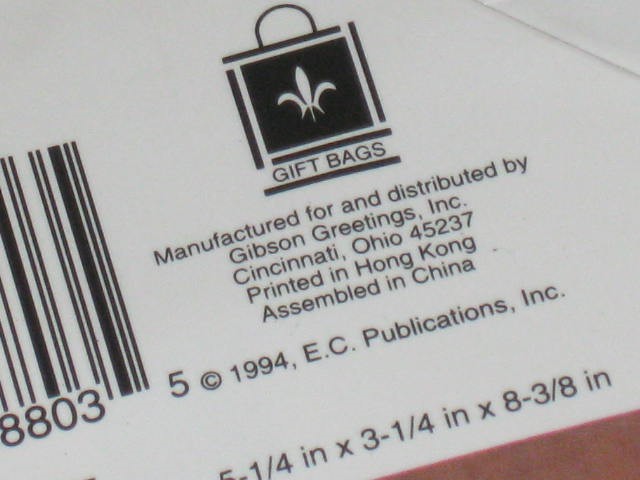 GIFT BAGS
Manufactured for and distributed by
Gibson Greetings, Inc.
Cincinnati, Ohio 45237
Printed in Hong Kong
Assembled in China
8803 5 © 1994, E.C. Publications, Inc.
5-1/4 in x 3-1/4 in x 8-3/8 in